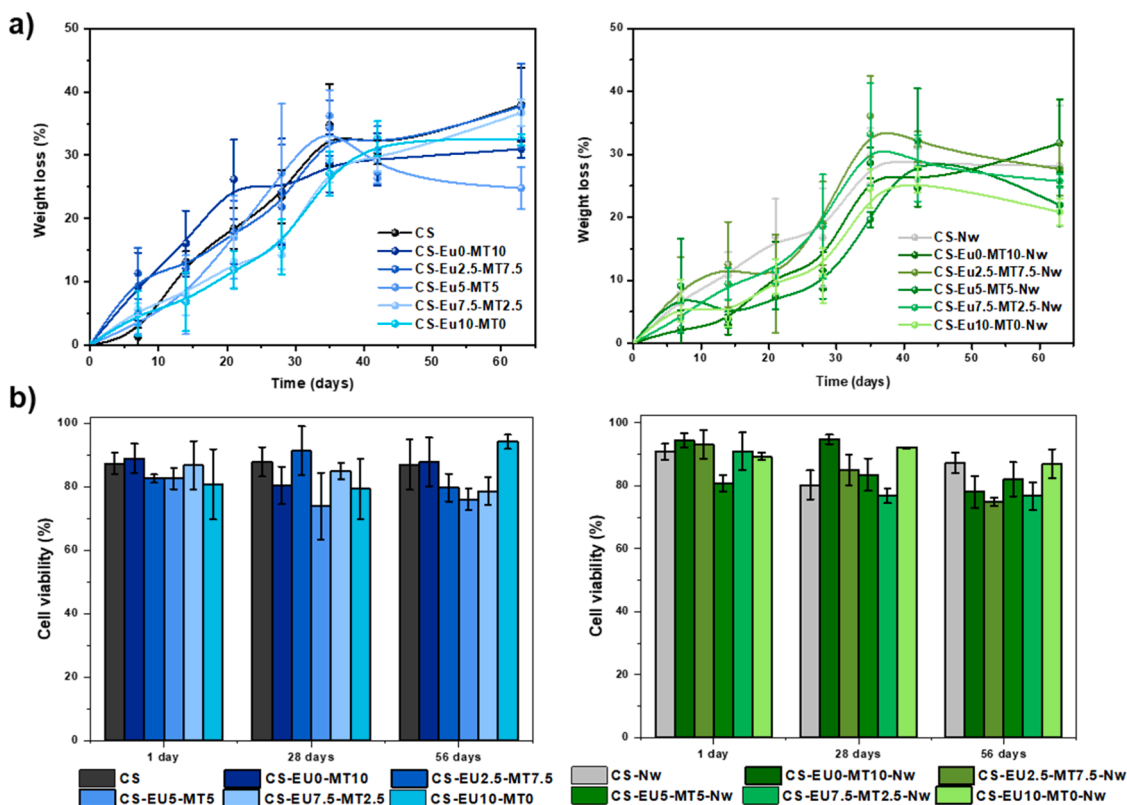 a)
50
40
30
20
10
0
Weight loss (%)
0 10 20 30 40 50 60
Time (days)
CS
CS-Eu0-MT10
CS-Eu2.5-MT7.5
CS-Eu5-MT5
CS-Eu7.5-MT2.5
CS-Eu10-MT0
50
40
30
20
10
0
Weight loss (%)
0 10 20 30 40 50 60
Time (days)
CS-Nw
CS-Eu0-MT10-Nw
CS-Eu2.5-MT7.5-Nw
CS-Eu5-MT5-Nw
CS-Eu7.5-MT2.5-Nw
CS-Eu10-MT0-Nw
b)
100
80
60
40
20
0
Cell viability (%)
1 day 28 days 56 days
CS CS-EU0-MT10 CS-EU2.5-MT7.5
CS-EU5-MT5 CS-EU7.5-MT2.5 CS-EU10-MT0
100
80
60
40
20
0
Cell viability (%)
1 day 28 days 56 days
CS-Nw CS-EU0-MT10-Nw CS-EU2.5-MT7.5-Nw
CS-EU5-MT5-Nw CS-EU7.5-MT2.5-Nw CS-EU10-MT0-Nw